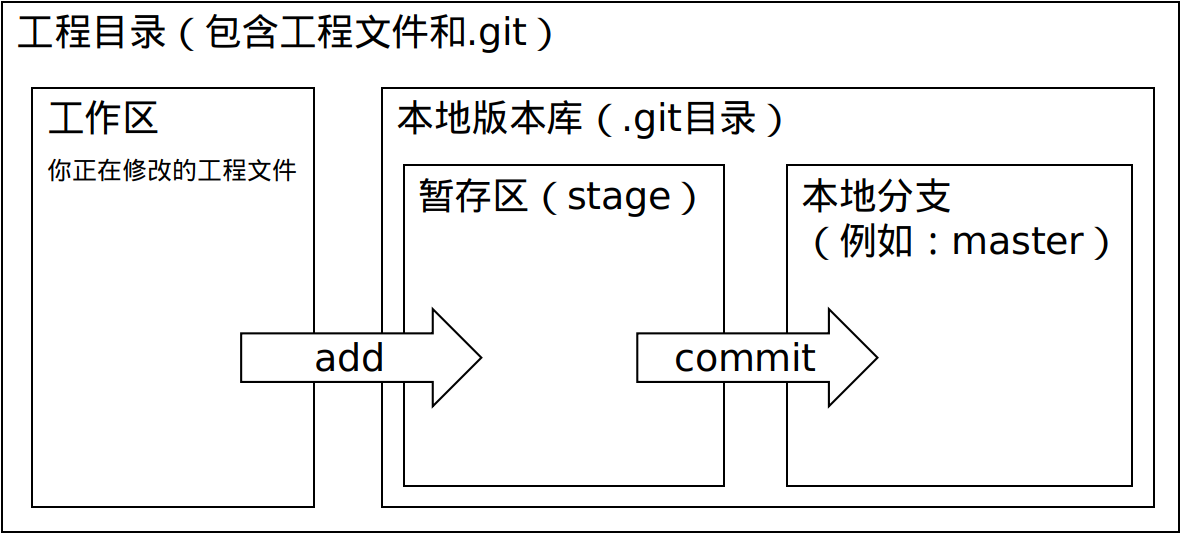 工程目录（包含工程文件和.git）
工作区
你正在修改的工程文件
本地版本库（.git目录）
暂存区（stage）
本地分支
（例如：master）
add
commit